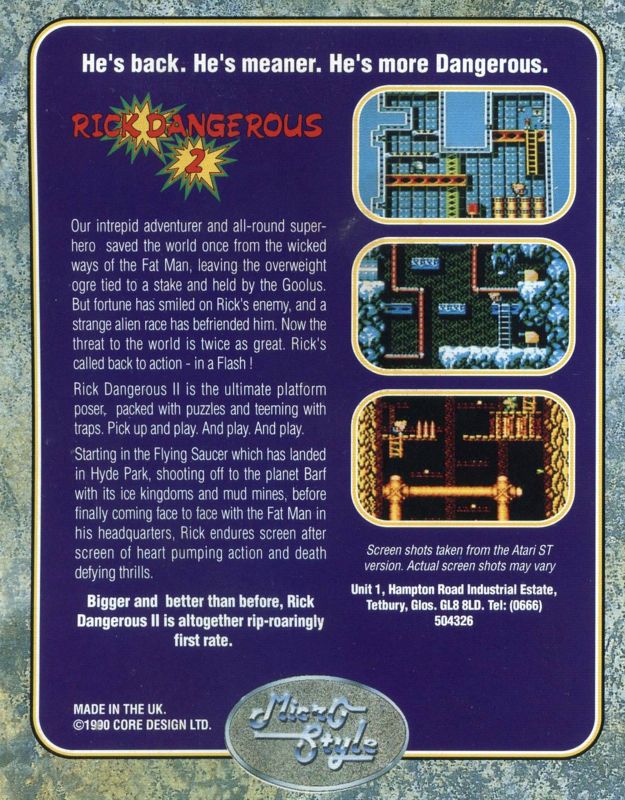 He's back. He's meaner. He's more Dangerous.
RICK DANGEROUS
2
Our intrepid adventurer and all-round super-
hero saved the world once from the wicked
ways of the Fat Man, leaving the overweight
ogre tied to a stake and held by the Goolus.
But fortune has smiled on Rick's enemy, and a
strange alien race has befriended him. Now the
threat to the world is twice as great. Rick's
called back to action - in a Flash !
Rick Dangerous II is the ultimate platform
poser, packed with puzzles and teeming with
traps. Pick up and play. And play. And play.
Starting in the Flying Saucer which has landed
in Hyde Park, shooting off to the planet Barf
with its ice kingdoms and mud mines, before
finally coming face to face with the Fat Man in
his headquarters, Rick endures screen after
screen of heart pumping action and death
defying thrills.
Bigger and better than before, Rick
Dangerous II is altogether rip-roaringly
first rate.
Screen shots taken from the Atari ST
version. Actual screen shots may vary
Unit 1, Hampton Road Industrial Estate,
Tetbury, Glos. GL8 8LD. Tel: (0666)
504326
MADE IN THE UK.
©1990 CORE DESIGN LTD.
Micro
Style